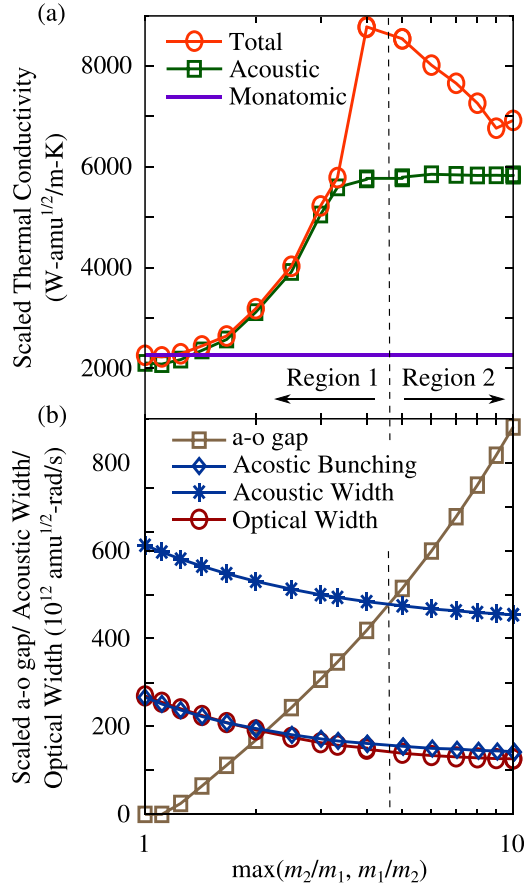 (a)
Total
Acoustic
Monatomic
8000
6000
4000
2000
Scaled Thermal Conductivity
(W-amu1/2/m-K)
Region 1
Region 2
(b)
a-o gap
Acostic Bunching
Acoustic Width
Optical Width
800
600
400
200
0
Scaled a-o gap/ Acoustic Width/
Optical Width (1012 amu1/2-rad/s)
1
10
max(m2/m1, m1/m2)